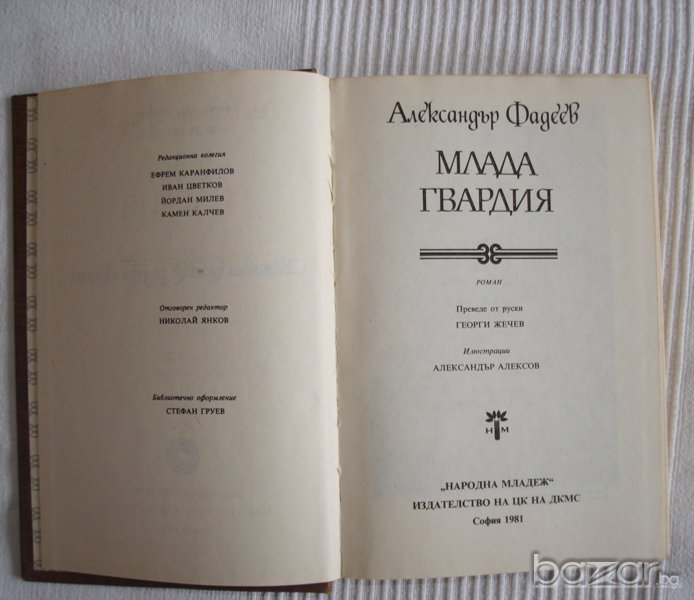 Редакционна колегия
ЕФРЕМ КАРАНФИЛОВ
ИВАН ЦВЕТКОВ
ЙОРДАН МИЛЕВ
КАМЕН КАЛЧЕВ
Отговорен редактор
НИКОЛАЙ ЯНКОВ
Библиотечно оформление
СТЕФАН ГРУЕВ
Александър Фадеев
МЛАДА
ГВАРДИЯ
РОМАН
Преведе от руски
ГЕОРГИ ЖЕЧЕВ
Илюстрации
АЛЕКСАНДЪР АЛЕКСОВ
Н М
„НАРОДНА МЛАДЕЖ“
ИЗДАТЕЛСТВО НА ЦК НА ДКМС
София 1981
bazar.bg